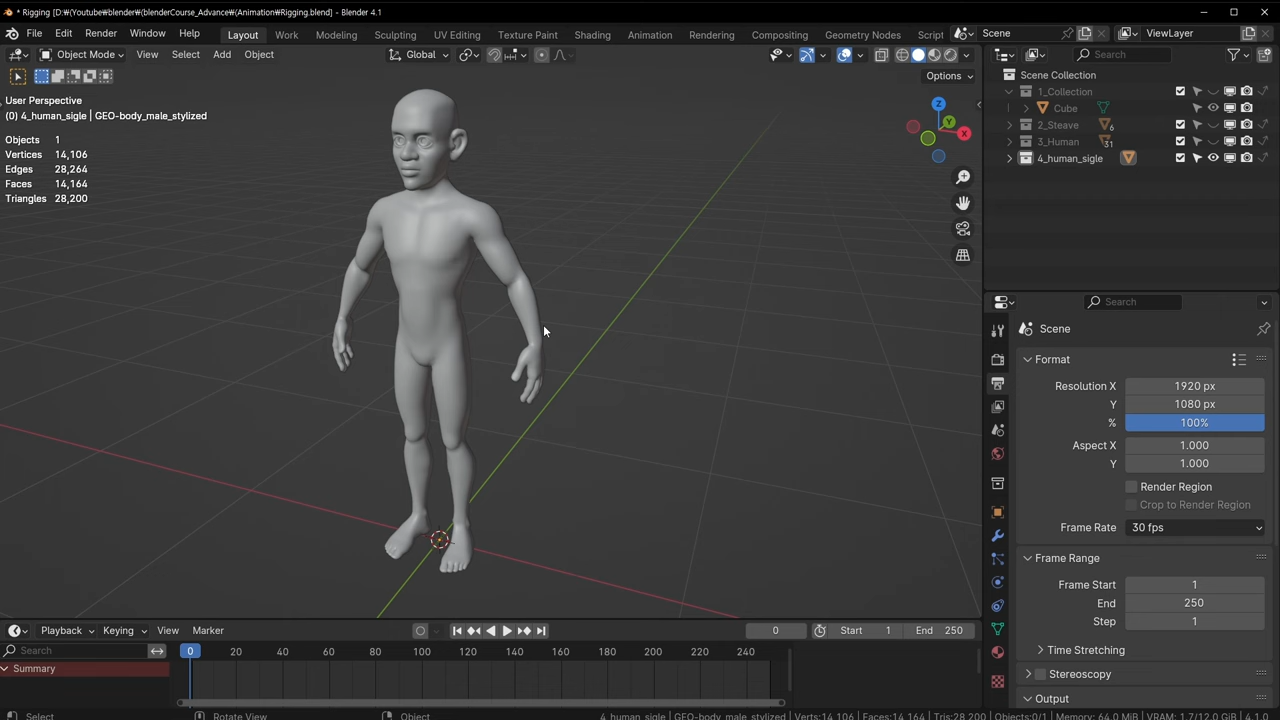 * Rigging [D:₩(Youtube₩blender₩(blenderCourse_Advance₩(Animation₩Rigging.blend] - Blender 4.1
File Edit Render Window Help Layout Work Modeling Sculpting UV Editing Texture Paint Shading Animation Rendering Compositing Geometry Nodes Script Scene ViewLayer
Object Mode View Select Add Object Global Search
Options
User Perspective
(0) 4_human_sigle | GEO-body_male_stylized
Objects 1
Vertices 14,106
Edges 28,264
Faces 14,164
Triangles 28,200
Z
Y
X
Scene Collection
1_Collection
Cube
2_Steave 6
3_Human 31
4_human_sigle
Search
Scene
Format
Resolution X 1920 px
Y 1080 px
% 100%
Aspect X 1.000
Y 1.000
Render Region
Crop to Render Region
Frame Rate 30 fps
Frame Range
Frame Start 1
End 250
Step 1
Time Stretching
Stereoscopy
Output
Playback Keying View Marker 0 Start 1 End 250
Search 0 20 40 60 80 100 120 140 160 180 200 220 240
Summary
Select Rotate View Object 4_human_sigle | GEO-body_male_stylized | Verts:14,106 | Faces:14,164 | Tris:28,200 | Objects:0/1 | Memory: 64.0 MiB | VRAM: 1.7/12.0 GiB | 4.1.0